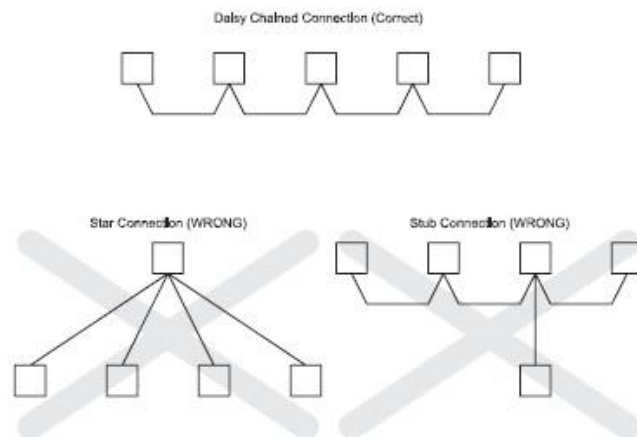 Daisy Chained Connection (Correct)
Star Connection (WRONG)
Stub Connection (WRONG)